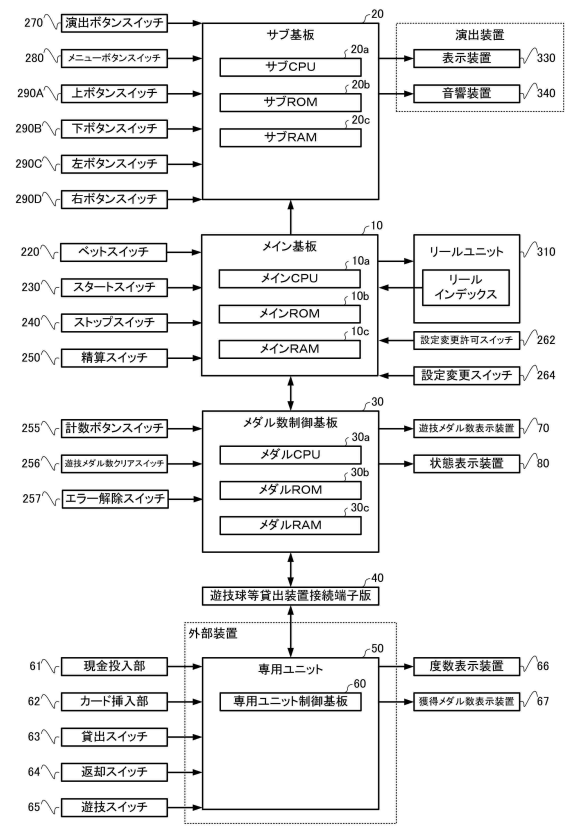 270
演出ボタンスイッチ
280
メニューボタンスイッチ
290A
上ボタンスイッチ
290B
下ボタンスイッチ
290C
左ボタンスイッチ
290D
右ボタンスイッチ
20
サブ基板
20a
サブCPU
20b
サブROM
20c
サブRAM
演出装置
表示装置
330
音響装置
340
220
ベットスイッチ
230
スタートスイッチ
240
ストップスイッチ
250
精算スイッチ
10
メイン基板
10a
メインCPU
10b
メインROM
10c
メインRAM
リールユニット
310
リール
インデックス
設定変更許可スイッチ
262
設定変更スイッチ
264
255
計数ボタンスイッチ
256
遊技メダル数クリアスイッチ
257
エラー解除スイッチ
30
メダル数制御基板
30a
メダルCPU
30b
メダルROM
30c
メダルRAM
遊技メダル数表示装置
70
状態表示装置
80
40
遊技球等貸出装置接続端子版
外部装置
61
現金投入部
62
カード挿入部
63
貸出スイッチ
64
返却スイッチ
65
遊技スイッチ
50
専用ユニット
60
専用ユニット制御基板
度数表示装置
66
獲得メダル数表示装置
67